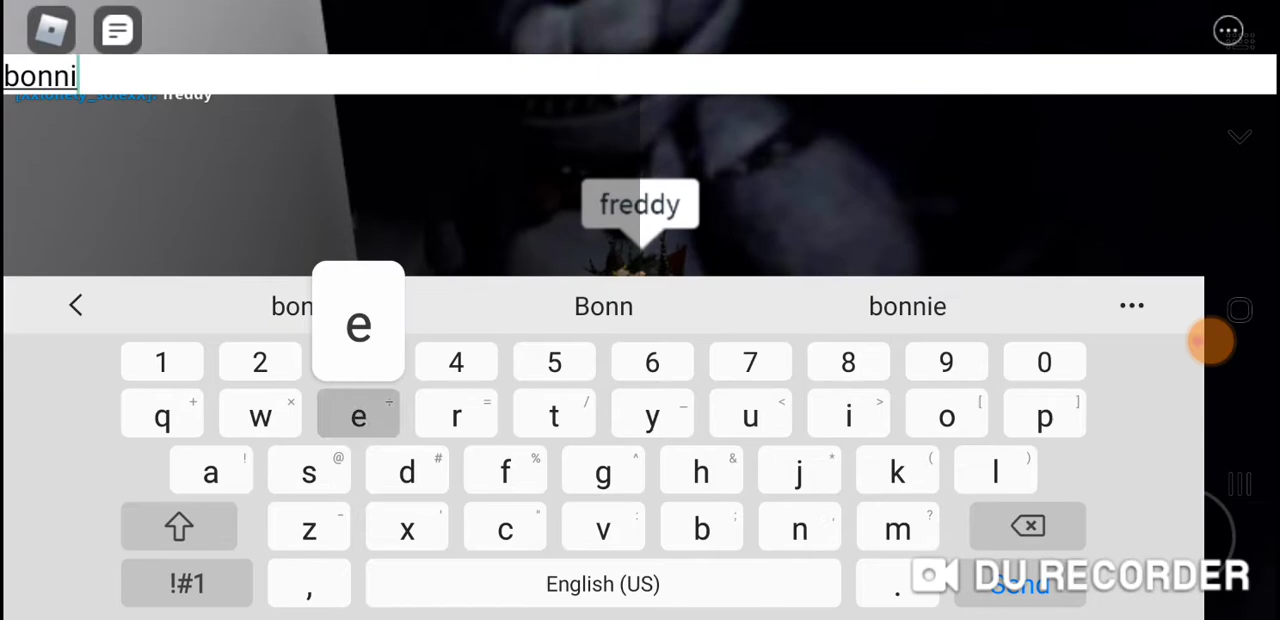 bonni
freddy
freddy
e
Bonn bonnie
1 2 4 5 6 7 8 9 0
q + w × e ÷ r = t / y _ u < i > o [ p ]
a ! s @ d # f % g ^ h & j * k ( l )
z - x ' c " v : b ; n , m ?
!#1 , English (US) . Send
DU RECORDER